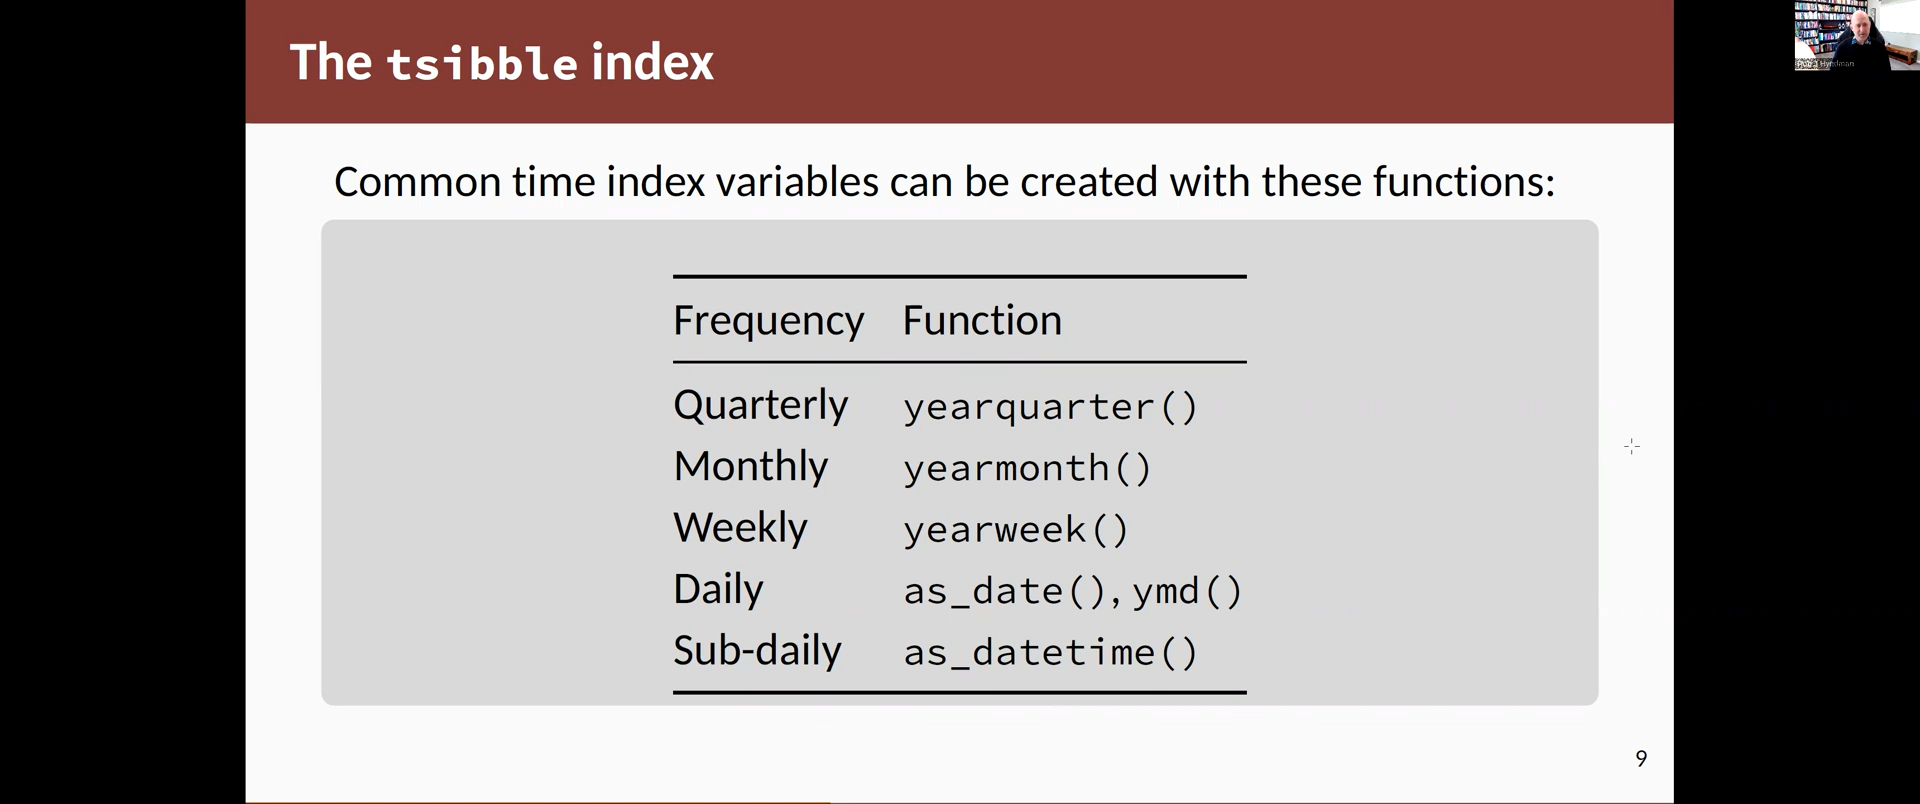 The tsibble index
Common time index variables can be created with these functions:
Frequency Function
Quarterly yearquarter()
Monthly yearmonth()
Weekly yearweek()
Daily as_date(), ymd()
Sub-daily as_datetime()
9
Hyndman